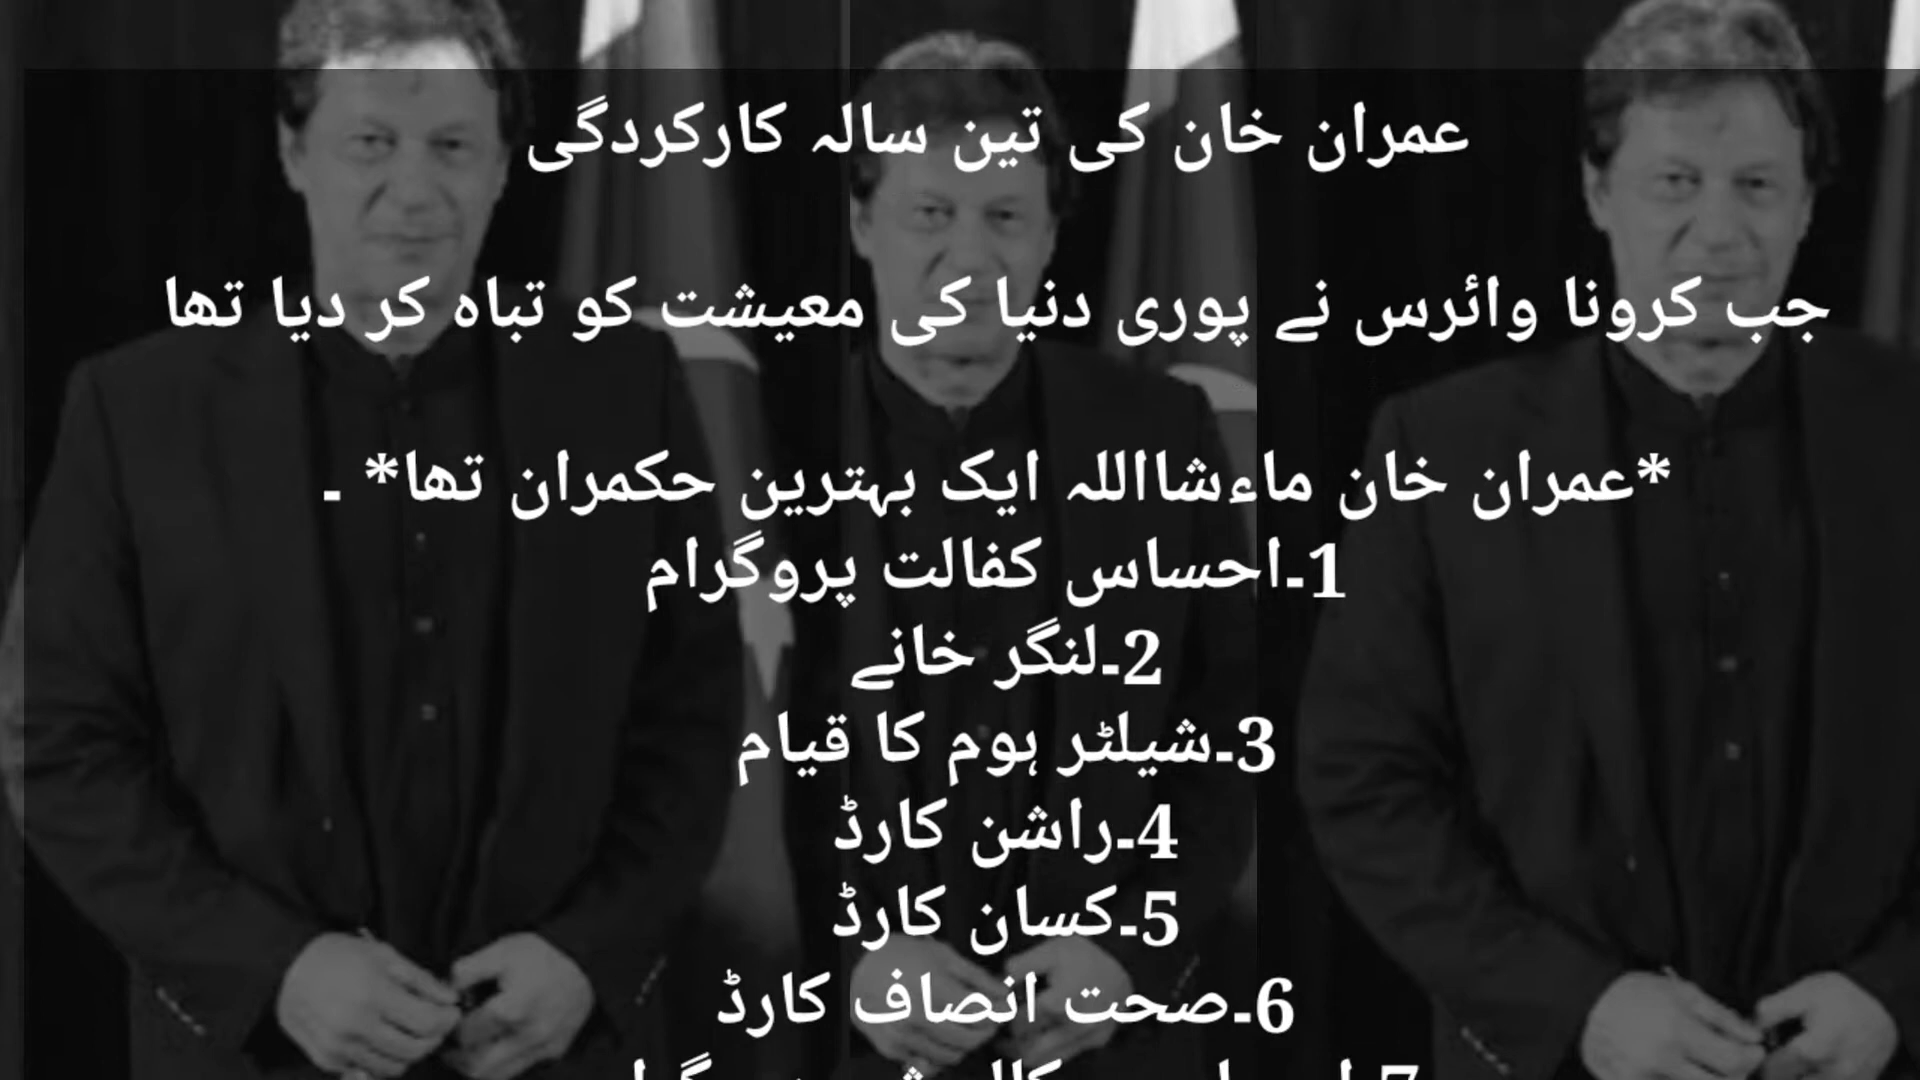 عمران خان کی تین سالہ کارکردگی
جب کرونا وائرس نے پوری دنیا کی معیشت کو تباہ کر دیا تھا
*عمران خان ماءشااللہ ایک بہترین حکمران تھا* ۔
1۔احساس کفالت پروگرام
2۔لنگر خانے
3۔شیلٹر ہوم کا قیام
4۔راشن کارڈ
5۔کسان کارڈ
6۔صحت انصاف کارڈ